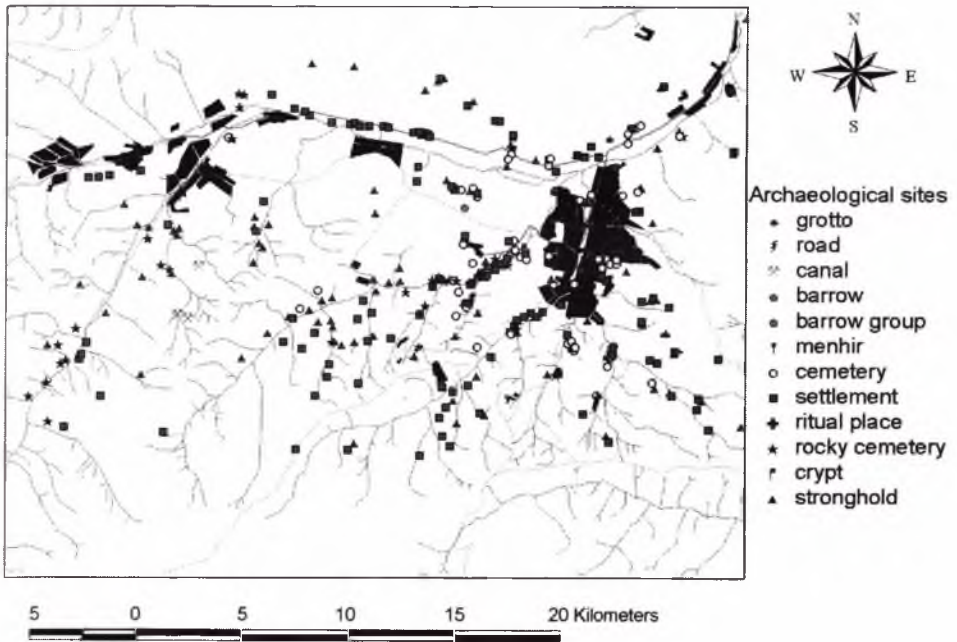 N
W E
S
Archaeological sites
grotto
road
canal
barrow
barrow group
menhir
cemetery
settlement
ritual place
rocky cemetery
crypt
stronghold
5 0 5 10 15 20 Kilometers